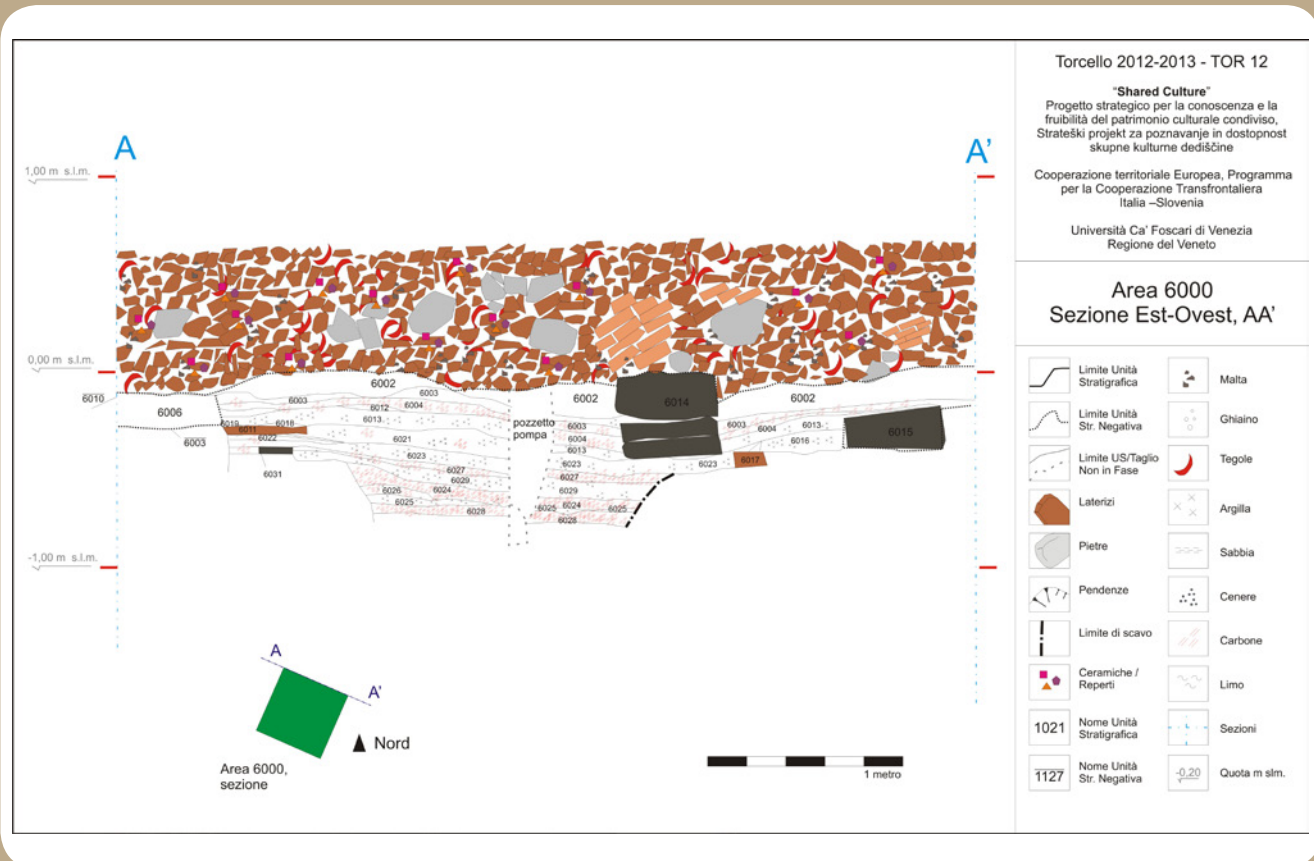 A
A'
1,00 m s.l.m.
0,00 m s.l.m.
-1,00 m s.l.m.
6010
6006
6003
6002
6003
6003
6012
6004
6019
6018
6011
6013
6022
6021
6031
6023
6027
6029
6026
6024
6025
6028
pozzetto
pompa
6002
6003
6004
6013
6023
6027
6029
6024
6025
6025
6028
6014
6002
6003
6004
6013
6016
6023
6017
6015
A
A'
Nord
Area 6000,
sezione
1 metro
Torcello 2012-2013 - TOR 12
"Shared Culture"
Progetto strategico per la conoscenza e la
fruibilità del patrimonio culturale condiviso,
Strateški projekt za poznavanje in dostopnost
skupne kulturne dediščine
Cooperazione territoriale Europea, Programma
per la Cooperazione Transfrontaliera
Italia –Slovenia
Università Ca' Foscari di Venezia
Regione del Veneto
Area 6000
Sezione Est-Ovest, AA'
Limite Unità
Stratigrafica
Limite Unità
Str. Negativa
Limite US/Taglio
Non in Fase
Laterizi
Pietre
Pendenze
Limite di scavo
Ceramiche /
Reperti
1021
Nome Unità
Stratigrafica
1127
Nome Unità
Str. Negativa
Malta
Ghiaino
Tegole
Argilla
Sabbia
Cenere
Carbone
Limo
Sezioni
-0,20
Quota m slm.